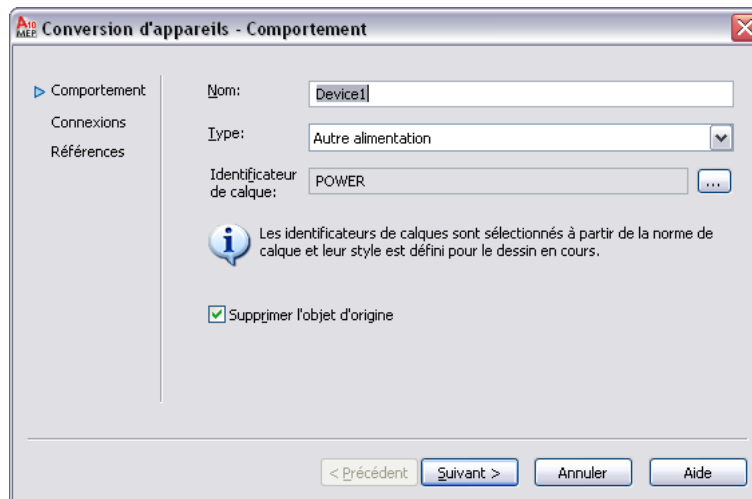 A10 MEP Conversion d'appareils - Comportement
Comportement
Connexions
Références
Nom: Device1
Type: Autre alimentation
Identificateur
de calque: POWER ...
Les identificateurs de calques sont sélectionnés à partir de la norme de
calque et leur style est défini pour le dessin en cours.
Supprimer l'objet d'origine
< Précédent Suivant > Annuler Aide